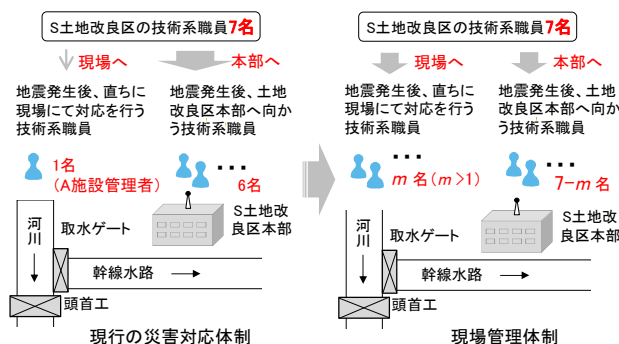 S土地改良区の技術系職員7名
現場へ
本部へ
地震発生後、直ちに
現場にて対応を行う
技術系職員
地震発生後、土地
改良区本部へ向か
う技術系職員
1名
(A施設管理者)
・・・
6名
河川
取水ゲート
S土地改
良区本部
幹線水路
頭首工
現行の災害対応体制
S土地改良区の技術系職員7名
現場へ
本部へ
地震発生後、直ちに
現場にて対応を行う
技術系職員
地震発生後、土地
改良区本部へ向か
う技術系職員
・・・
m名(m>1)
・・・
7-m名
河川
取水ゲート
S土地改
良区本部
幹線水路
頭首工
現場管理体制